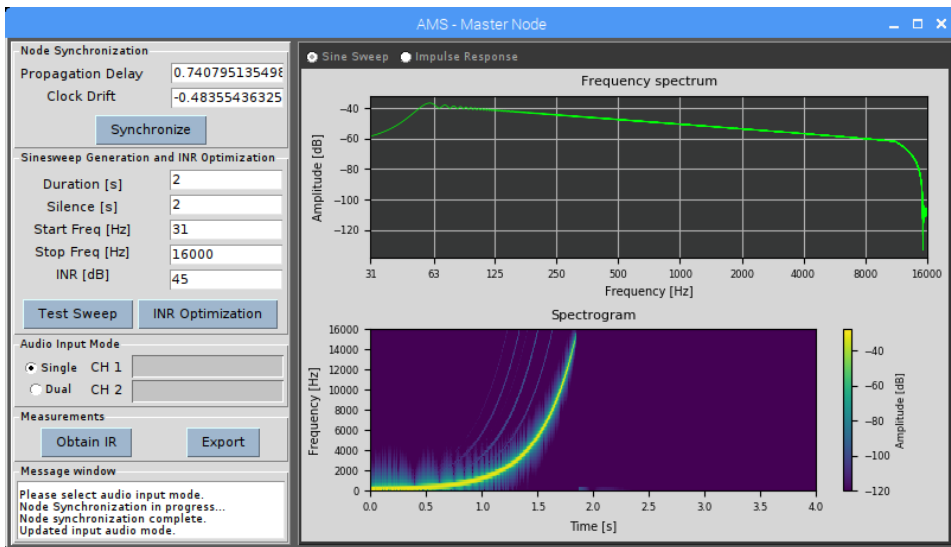 AMS - Master Node
Node Synchronization
Propagation Delay 0.740795135498
Clock Drift -0.48355436325
Synchronize
Sinesweep Generation and INR Optimization
Duration [s] 2
Silence [s] 2
Start Freq [Hz] 31
Stop Freq [Hz] 16000
INR [dB] 45
Test Sweep INR Optimization
Audio Input Mode
Single CH 1
Dual CH 2
Measurements
Obtain IR Export
Message window
Please select audio input mode.
Node Synchronization in progress...
Node synchronization complete.
Updated input audio mode.
Sine Sweep Impulse Response
Frequency spectrum
Amplitude [dB]
−40
−60
−80
−100
−120
31 63 125 250 500 1000 2000 4000 8000 16000
Frequency [Hz]
Spectrogram
Frequency [Hz]
16000
14000
12000
10000
8000
6000
4000
2000
0
0.0 0.5 1.0 1.5 2.0 2.5 3.0 3.5 4.0
Time [s]
−40
−60
−80
−100
−120
Amplitude [dB]